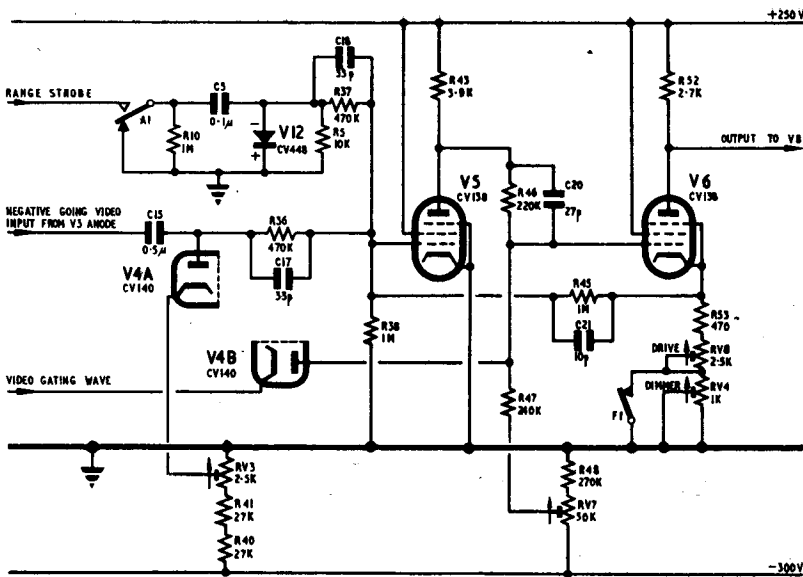 +250V
C18
33p
R43
3·9K
R52
2·7K
RANGE STROBE
C5
0·1μ
R37
470K
A1
R10
1M
V12
CV448
R5
10K
OUTPUT TO V8
V5
CV138
R46
220K
C20
27p
V6
CV138
NEGATIVE GOING VIDEO
INPUT FROM V3 ANODE
C15
0·5μ
R36
470K
C17
33p
V4A
CV140
R45
1M
C21
10p
R53
470
R38
1M
V4B
CV140
DRIVE
RV8
2·5K
DIMMER
RV4
1K
VIDEO GATING WAVE
R47
240K
F1
RV3
2·5K
R48
270K
R41
27K
RV7
50K
R40
27K
-300V